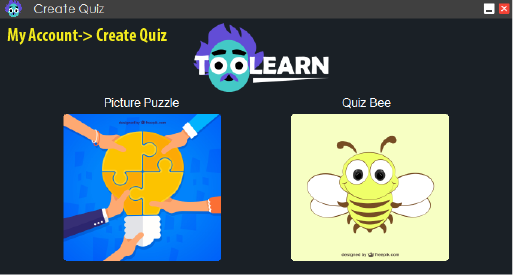 Create Quiz
My Account-> Create Quiz
TOOLEARN
Picture Puzzle
Quiz Bee
designed by freepik.com
designed by freepik.com